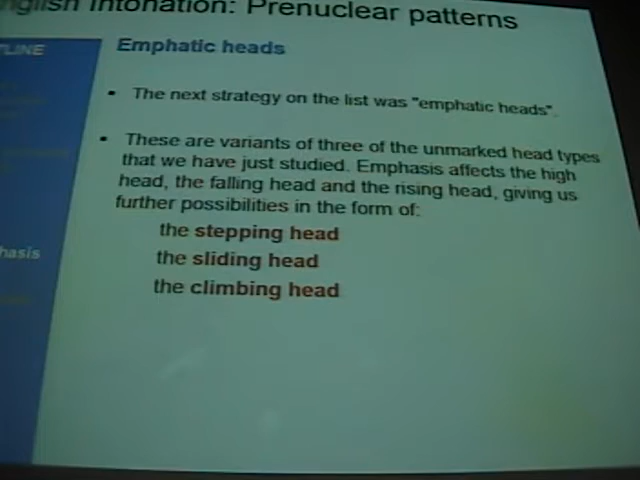 English Intonation: Prenuclear patterns
TLINE
Emphatic heads
• The next strategy on the list was "emphatic heads".
• These are variants of three of the unmarked head types
that we have just studied. Emphasis affects the high
head, the falling head and the rising head, giving us
further possibilities in the form of:
hasis
the stepping head
the sliding head
the climbing head